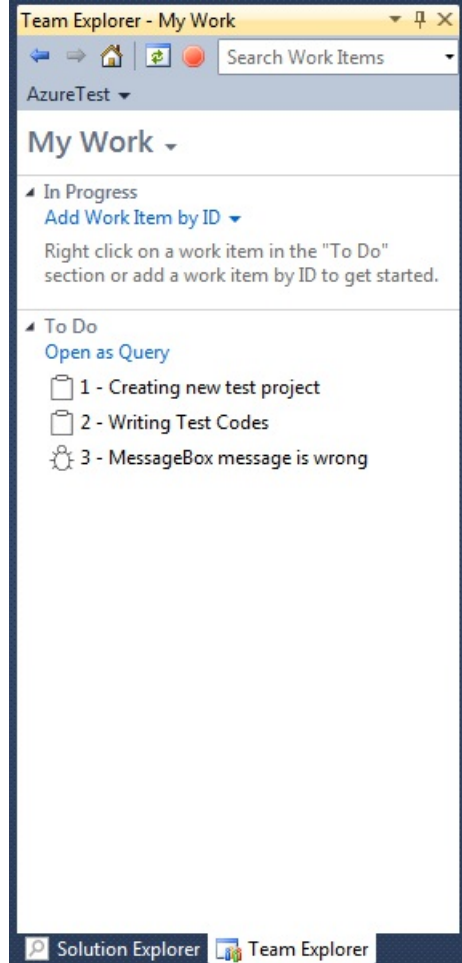 Team Explorer - My Work
Search Work Items
AzureTest
My Work
In Progress
Add Work Item by ID
Right click on a work item in the "To Do"
section or add a work item by ID to get started.
To Do
Open as Query
1 - Creating new test project
2 - Writing Test Codes
3 - MessageBox message is wrong
Solution Explorer Team Explorer